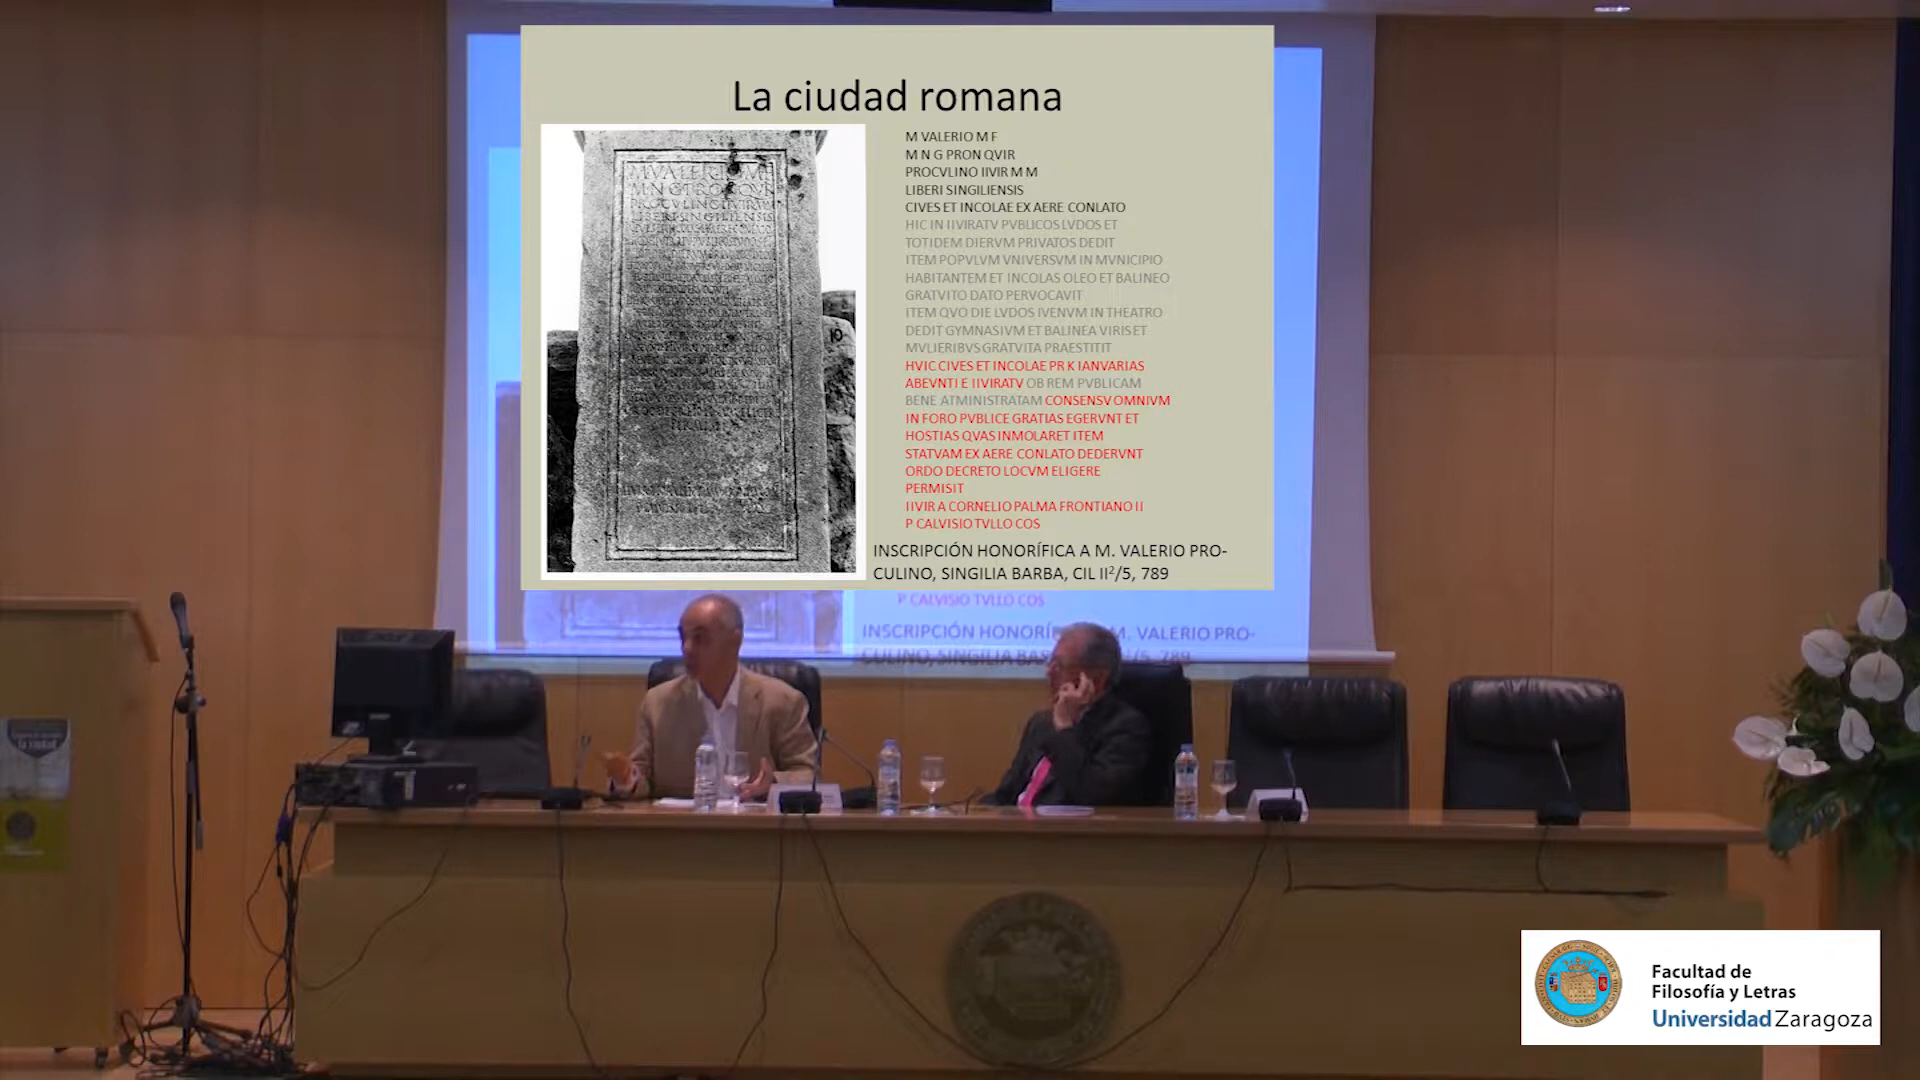 La ciudad romana
M VALERIO M F
M N G PRON QVIR
PROCVLINO IIVIR M M
LIBERI SINGILIENSIS
CIVES ET INCOLAE EX AERE CONLATO
HIC IN IIVIRATV PVBLICOS LVDOS ET
TOTIDEM DIERVM PRIVATOS DEDIT
ITEM POPVLVM VNIVERSVM IN MVNICIPIO
HABITANTEM ET INCOLAS OLEO ET BALINEO
GRATVITO DATO PERVOCAVIT
ITEM QVO DIE LVDOS IVENVM IN THEATRO
DEDIT GYMNASIVM ET BALINEA VIRIS ET
MVLIERIBVS GRATVITA PRAESTITIT
HVIC CIVES ET INCOLAE PR K IANVARIAS
ABEVNTI E IIVIRATV OB REM PVBLICAM
BENE ATMINISTRATAM CONSENSV OMNIVM
IN FORO PVBLICE GRATIAS EGERVNT ET
HOSTIAS QVAS INMOLARET ITEM
STATVAM EX AERE CONLATO DEDERVNT
ORDO DECRETO LOCVM ELIGERE
PERMISIT
IIVIR A CORNELIO PALMA FRONTIANO II
P CALVISIO TVLLO COS
INSCRIPCIÓN HONORÍFICA A M. VALERIO PRO-
CULINO, SINGILIA BARBA, CIL II²/5, 789
P CALVISIO TVLLO COS
M. VALERIO PRO-
Facultad de
Filosofía y Letras
Universidad Zaragoza